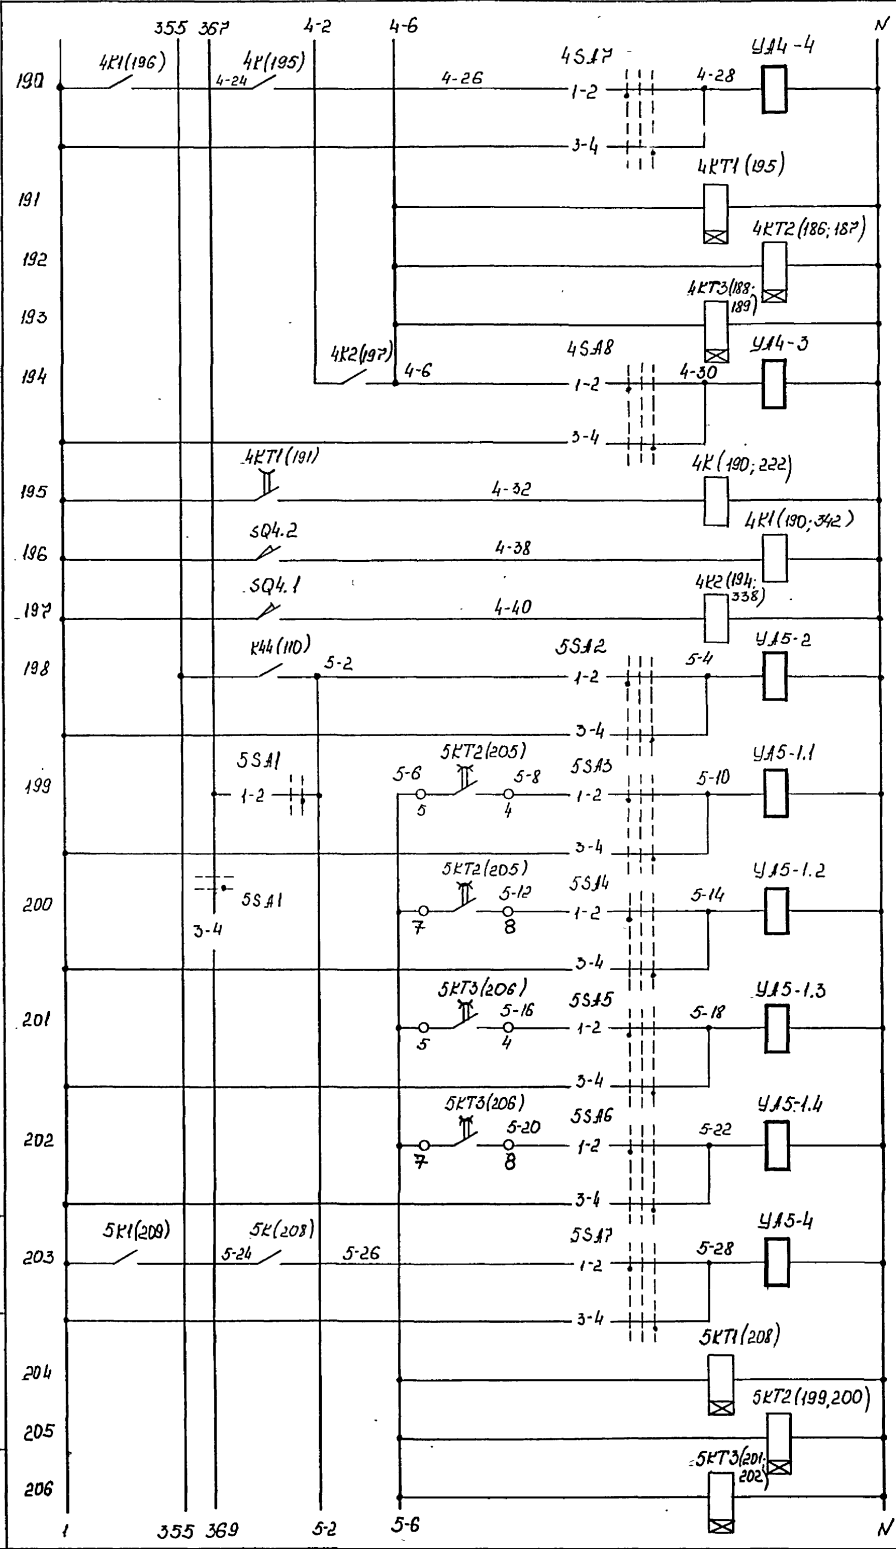 355 367 4-2 4-6 N
4K1(196) 4K(195) 4SA7 YA4-4
190 4-24 4-26 1-2 4-28
3-4
4KT1(195)
191
4KT2(186;187)
192
4KT3(188;
189)
193
4K2(197) 4SA8 YA4-3
194 4-6 1-2 4-30
3-4
4KT1(191) 4K(190;222)
195 4-32
SQ4.2 4K1(190;342)
196 4-38
SQ4.1 4K2(194;
338)
197 4-40
K44(110) 5SA2 YA5-2
198 5-2 1-2 5-4
3-4
5SA1 5KT2(205) 5SA3 YA5-1.1
199 1-2 5-6 5-8 1-2 5-10
5 4
3-4
5SA1 5KT2(205) 5SA4 YA5-1.2
200 5-12 1-2 5-14
3-4 7 8
3-4
5KT3(206) 5SA5 YA5-1.3
201 5-16 1-2 5-18
5 4
3-4
5KT3(206) 5SA6 YA5-1.4
202 5-20 1-2 5-22
7 8
3-4
5K1(209) 5K(208) 5SA7 YA5-4
203 5-24 5-26 1-2 5-28
3-4
5KT1(208)
204
5KT2(199,200)
205
5KT3(201;
202)
206
1 355 369 5-2 5-6 N